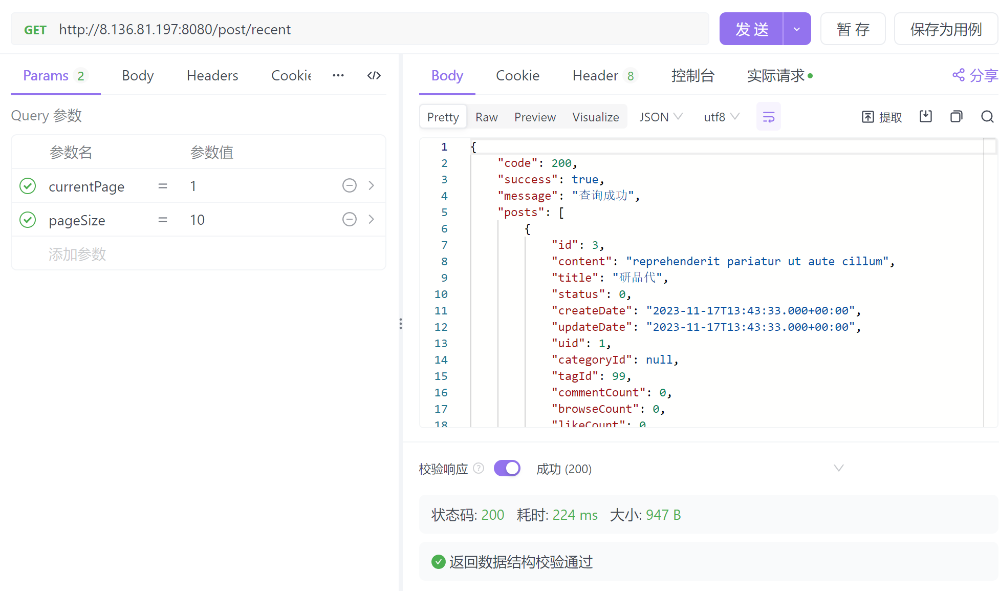 GET http://8.136.81.197:8080/post/recent 发 送 暂 存 保存为用例
Params 2 Body Headers Cookie
Body Cookie Header 8 控制台 实际请求 分享
Query 参数
Pretty Raw Preview Visualize JSON utf8 提取
参数名 参数值
currentPage = 1
pageSize = 10
添加参数
1 {
2 "code": 200,
3 "success": true,
4 "message": "查询成功",
5 "posts": [
6 {
7 "id": 3,
8 "content": "reprehenderit pariatur ut aute cillum",
9 "title": "研品代",
10 "status": 0,
11 "createDate": "2023-11-17T13:43:33.000+00:00",
12 "updateDate": "2023-11-17T13:43:33.000+00:00",
13 "uid": 1,
14 "categoryId": null,
15 "tagId": 99,
16 "commentCount": 0,
17 "browseCount": 0,
18 "likeCount": 0
校验响应 ? 成功 (200)
状态码: 200 耗时: 224 ms 大小: 947 B
返回数据结构校验通过